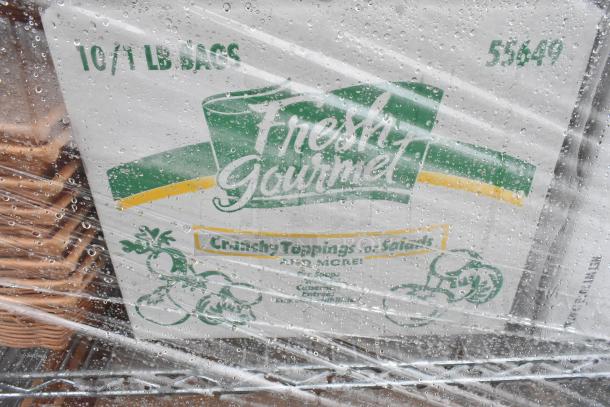 10/1 LB BAGS
55649
Fresh
Gourmet
Crunchy Toppings for Salads
AND MORE!